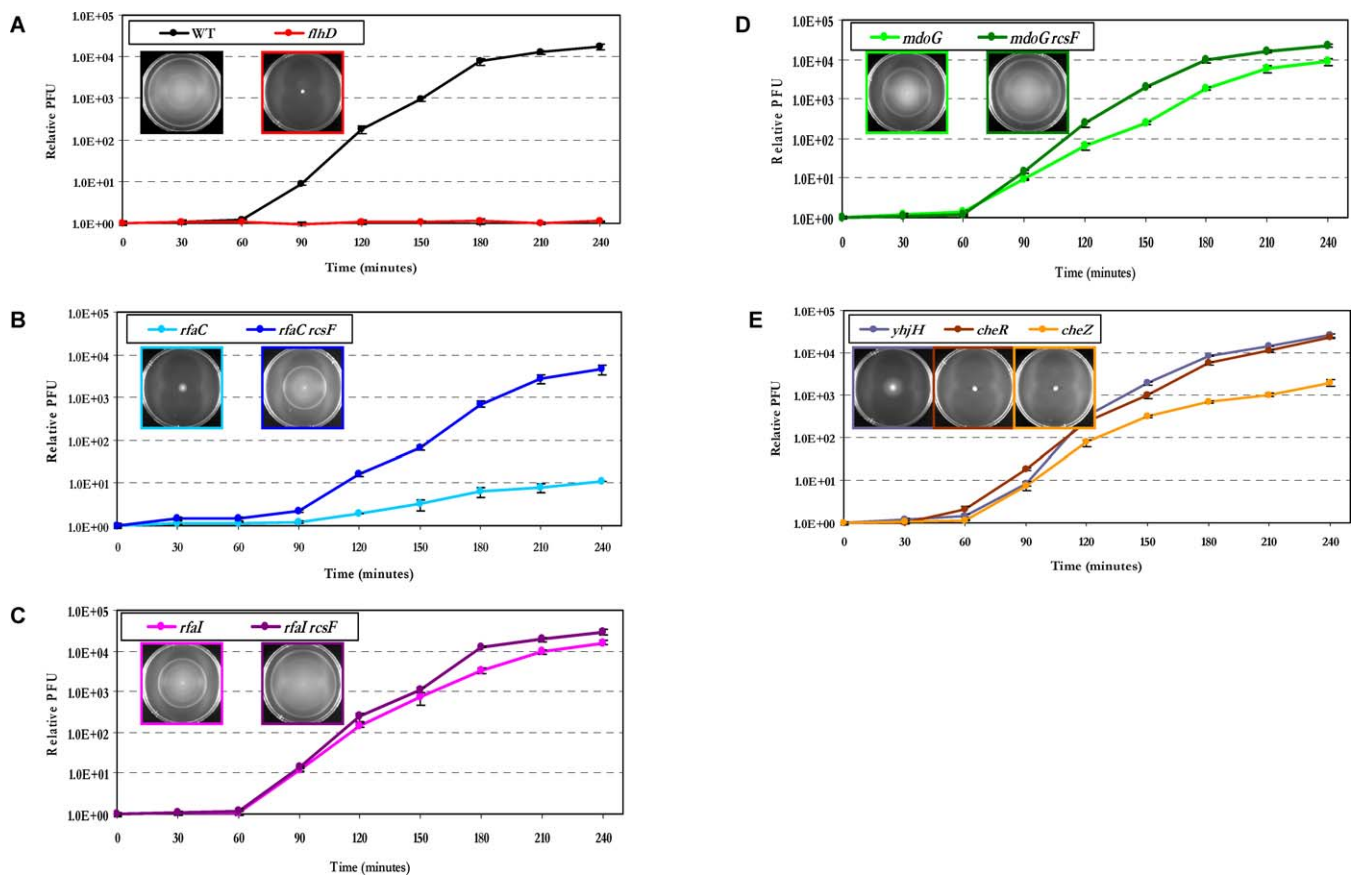 A
WT flhD
1.0E+05
1.0E+04
1.0E+03
1.0E+02
1.0E+01
1.0E+00
Relative PFU
0 30 60 90 120 150 180 210 240
Time (minutes)
B
rfaC rfaC rcsF
1.0E+05
1.0E+04
1.0E+03
1.0E+02
1.0E+01
1.0E+00
Relative PFU
0 30 60 90 120 150 180 210 240
Time (minutes)
C
rfaI rfaI rcsF
1.0E+05
1.0E+04
1.0E+03
1.0E+02
1.0E+01
1.0E+00
Relative PFU
0 30 60 90 120 150 180 210 240
Time (minutes)
D
mdoG mdoG rcsF
1.0E+05
1.0E+04
1.0E+03
1.0E+02
1.0E+01
1.0E+00
Relative PFU
0 30 60 90 120 150 180 210 240
Time (minutes)
E
yhjH cheR cheZ
1.0E+05
1.0E+04
1.0E+03
1.0E+02
1.0E+01
1.0E+00
Relative PFU
0 30 60 90 120 150 180 210 240
Time (minutes)